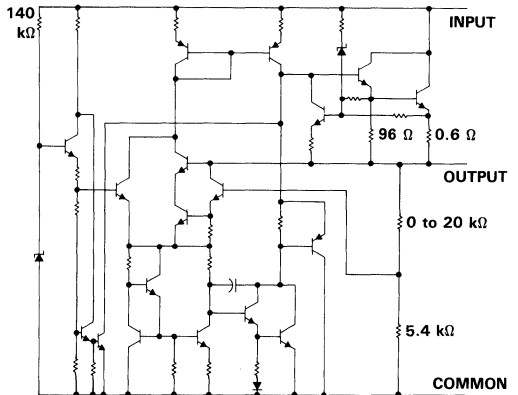 140
kΩ
INPUT
96 Ω
0.6 Ω
OUTPUT
0 to 20 kΩ
5.4 kΩ
COMMON